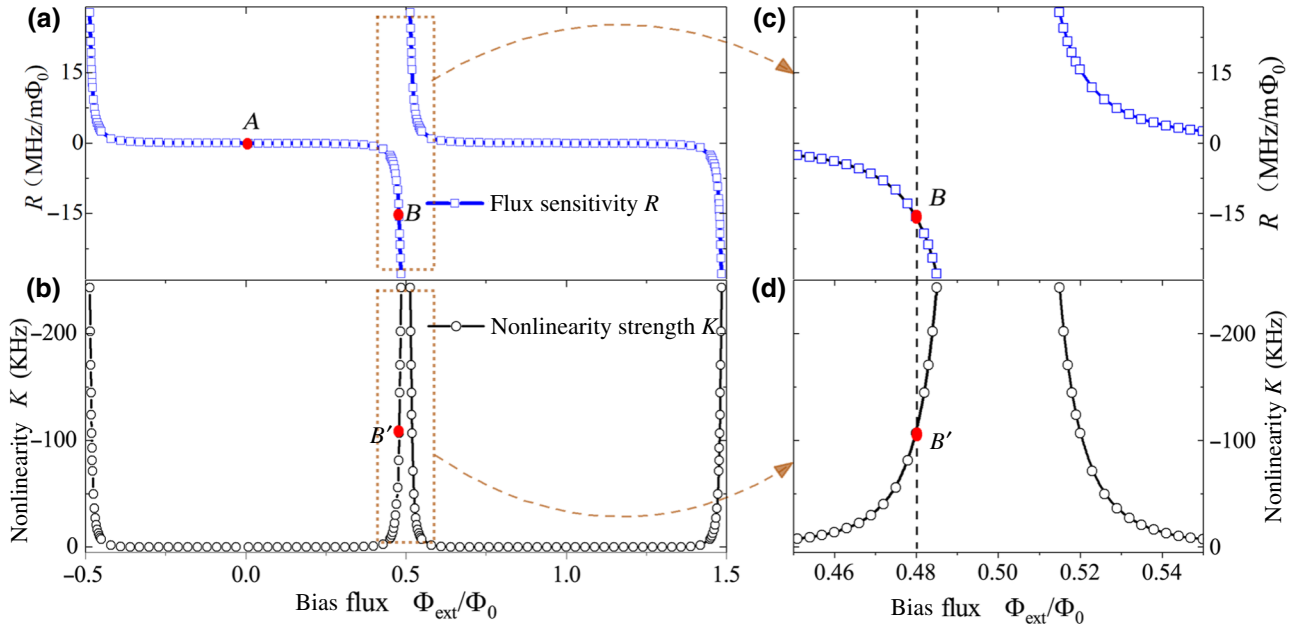 (a)
R (MHz/mΦ0)
15
0
-15
A
B
Flux sensitivity R
(b)
Nonlinearity K (KHz)
-200
-100
0
Nonlinearity strength K
B′
-0.5
0.0
0.5
1.0
1.5
Bias flux Φext/Φ0
(c)
15
0
-15
R (MHz/mΦ0)
B
(d)
-200
-100
0
Nonlinearity K (KHz)
B′
0.46
0.48
0.50
0.52
0.54
Bias flux Φext/Φ0